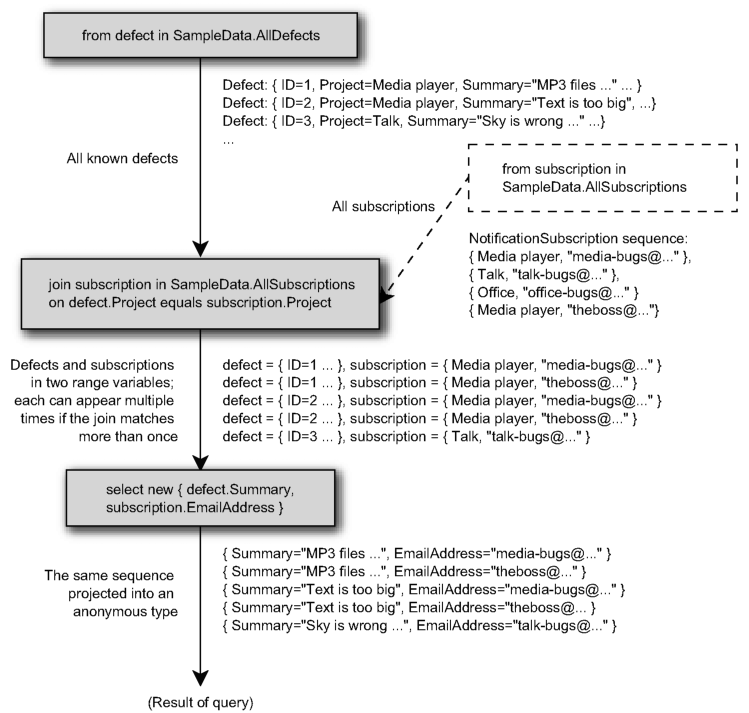 from defect in SampleData.AllDefects
Defect: { ID=1, Project=Media player, Summary="MP3 files ..." ... }
Defect: { ID=2, Project=Media player, Summary="Text is too big", ...}
Defect: { ID=3, Project=Talk, Summary="Sky is wrong ..." ...}
...
All known defects
from subscription in
SampleData.AllSubscriptions
All subscriptions
NotificationSubscription sequence:
{ Media player, "media-bugs@..." },
{ Talk, "talk-bugs@..." },
{ Office, "office-bugs@..." }
{ Media player, "theboss@..."}
join subscription in SampleData.AllSubscriptions
on defect.Project equals subscription.Project
Defects and subscriptions
in two range variables;
each can appear multiple
times if the join matches
more than once
defect = { ID=1 ... }, subscription = { Media player, "media-bugs@..." }
defect = { ID=1 ... }, subscription = { Media player, "theboss@..." }
defect = { ID=2 ... }, subscription = { Media player, "media-bugs@..." }
defect = { ID=2 ... }, subscription = { Media player, "theboss@..." }
defect = { ID=3 ... }, subscription = { Talk, "talk-bugs@..." }
select new { defect.Summary,
subscription.EmailAddress }
The same sequence
projected into an
anonymous type
{ Summary="MP3 files ...", EmailAddress="media-bugs@..." }
{ Summary="MP3 files ...", EmailAddress="theboss@..." }
{ Summary="Text is too big", EmailAddress="media-bugs@..." }
{ Summary="Text is too big", EmailAddress="theboss@... }
{ Summary="Sky is wrong ...", EmailAddress="talk-bugs@..." }
(Result of query)